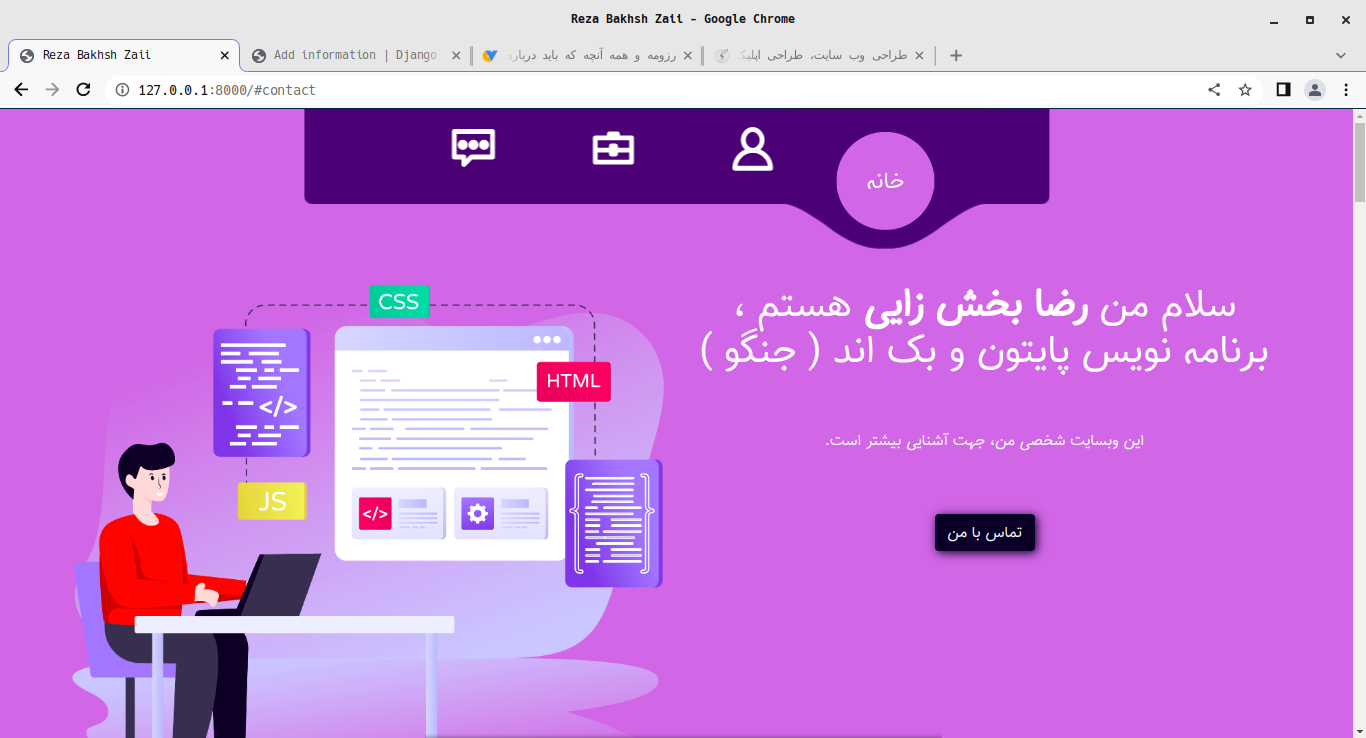 Reza Bakhsh Zaii - Google Chrome
Reza Bakhsh Zaii
Add information | Django
رزومه و همه آنچه که باید درباره
طراحی وب سایت، طراحی اپلیک
127.0.0.1:8000/#contact
خانه
سلام من رضا بخش زایی هستم ،
برنامه نویس پایتون و بک اند ( جنگو )
این وبسایت شخصی من، جهت آشنایی بیشتر است.
تماس با من
CSS
HTML
</>
JS
</>